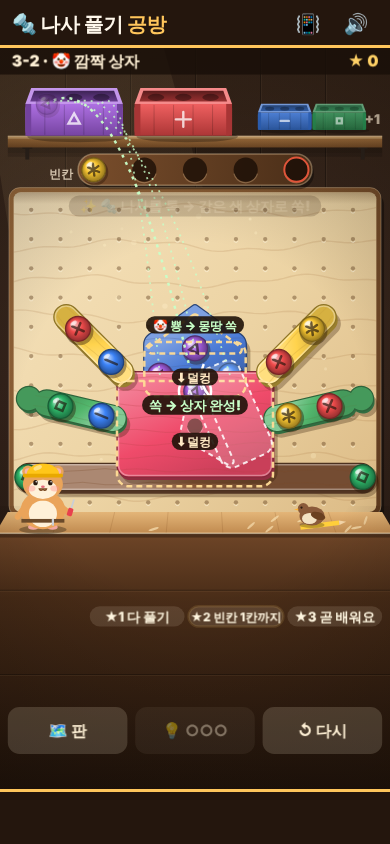 나사 풀기 공방
3-2 · 깜짝 상자
★ 0
+1
빈칸
뿅 → 몽땅 쏙
⬇덜컹
쏙 → 상자 완성!
⬇덜컹
★1 다 풀기
★2 빈칸 1칸까지
★3 곧 배워요
판
다시